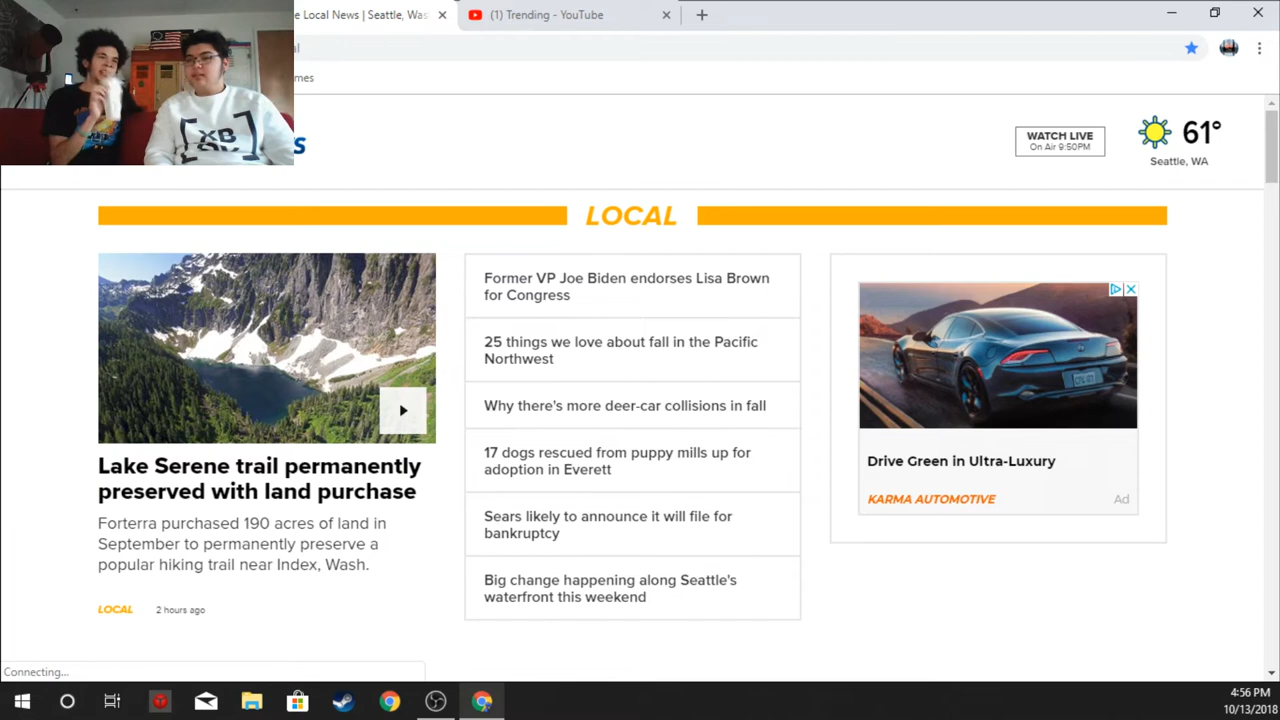 e Local News | Seattle, Was
(1) Trending - YouTube
al
mes
XB
s
WATCH LIVE
On Air 9:50PM
61°
Seattle, WA
LOCAL
Lake Serene trail permanently
preserved with land purchase
Forterra purchased 190 acres of land in
September to permanently preserve a
popular hiking trail near Index, Wash.
LOCAL 2 hours ago
Former VP Joe Biden endorses Lisa Brown
for Congress
25 things we love about fall in the Pacific
Northwest
Why there's more deer-car collisions in fall
17 dogs rescued from puppy mills up for
adoption in Everett
Sears likely to announce it will file for
bankruptcy
Big change happening along Seattle's
waterfront this weekend
Drive Green in Ultra-Luxury
KARMA AUTOMOTIVE Ad
Connecting...
4:56 PM
10/13/2018